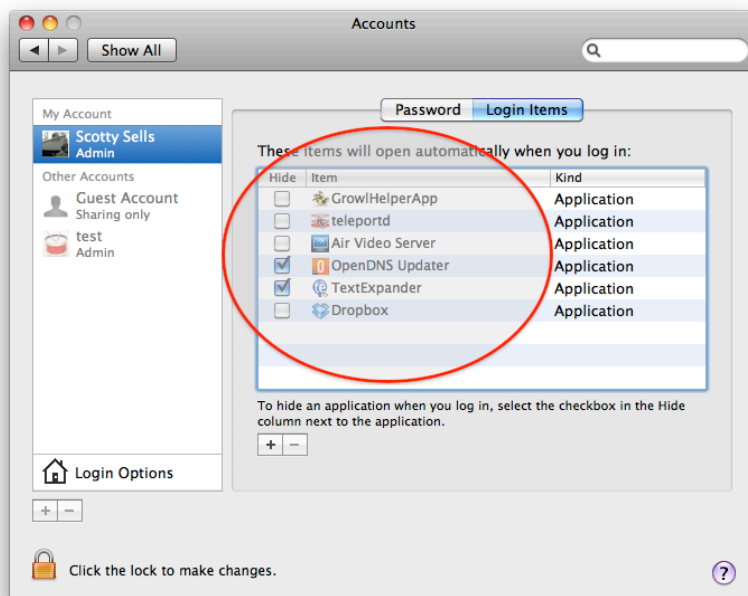 Accounts
Show All
Password
Login Items
My Account
Scotty Sells
Admin
Other Accounts
Guest Account
Sharing only
test
Admin
Login Options
These items will open automatically when you log in:
Hide Item Kind
GrowlHelperApp Application
teleportd Application
Air Video Server Application
OpenDNS Updater Application
TextExpander Application
Dropbox Application
To hide an application when you log in, select the checkbox in the Hide
column next to the application.
+ −
+ −
Click the lock to make changes.
?